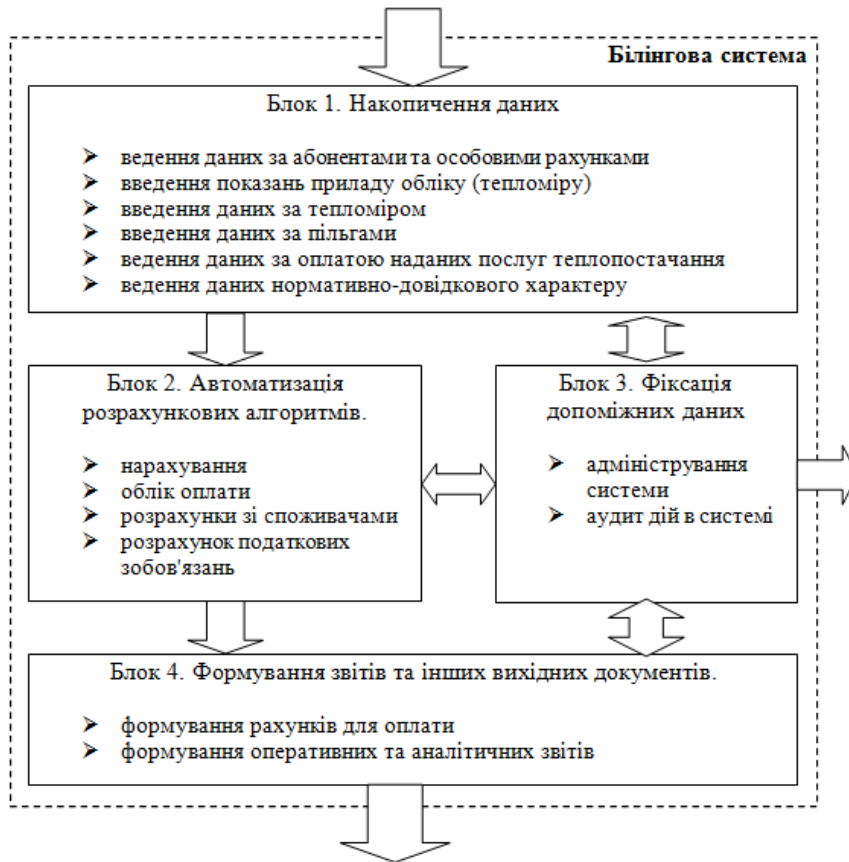 Білінгова система
Блок 1. Накопичення даних
ведення даних за абонентами та особовими рахунками
введення показань приладу обліку (тепломіру)
введення даних за тепломіром
введення даних за пільгами
ведення даних за оплатою наданих послуг теплопостачання
ведення даних нормативно-довідкового характеру
Блок 2. Автоматизація
розрахункових алгоритмів.
нарахування
облік оплати
розрахунки зі споживачами
розрахунок податкових
зобов'язань
Блок 3. Фіксація
допоміжних даних
адміністрування
системи
аудит дій в системі
Блок 4. Формування звітів та інших вихідних документів.
формування рахунків для оплати
формування оперативних та аналітичних звітів